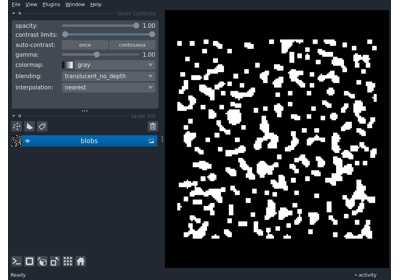 File View Plugins Window Help
layer controls
opacity: 1.00
contrast limits:
auto-contrast: once continuous
gamma: 1.00
colormap: gray
blending: translucent_no_depth
interpolation: nearest
layer list
blobs
Ready
activity